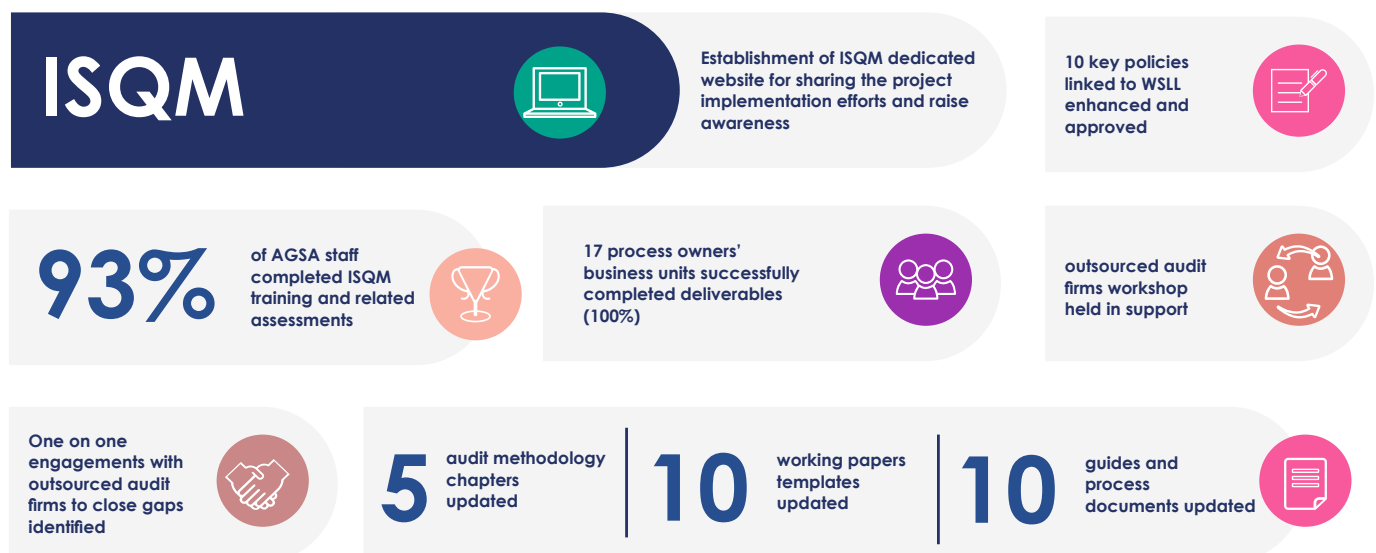 ISQM
Establishment of ISQM dedicated
website for sharing the project
implementation efforts and raise
awareness
10 key policies
linked to WSLL
enhanced and
approved
93%
of AGSA staff
completed ISQM
training and related
assessments
17 process owners’
business units successfully
completed deliverables
(100%)
outsourced audit
firms workshop
held in support
One on one
engagements with
outsourced audit
firms to close gaps
identified
5
audit methodology
chapters
updated
10
working papers
templates
updated
10
guides and
process
documents updated